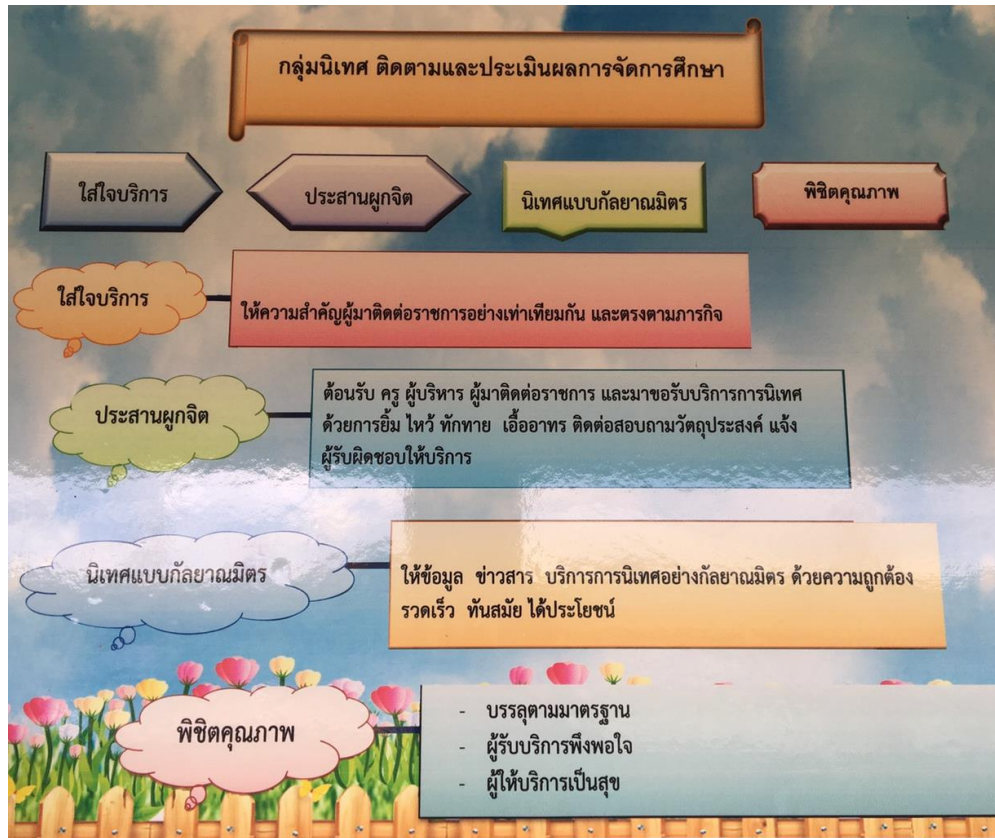 กลุ่มนิเทศ ติดตามและประเมินผลการจัดการศึกษา
ใส่ใจบริการ
ประสานผูกจิต
นิเทศแบบกัลยาณมิตร
พิชิตคุณภาพ
ใส่ใจบริการ
ให้ความสำคัญผู้มาติดต่อราชการอย่างเท่าเทียมกัน และตรงตามภารกิจ
ประสานผูกจิต
ต้อนรับ ครู ผู้บริหาร ผู้มาติดต่อราชการ และมาขอรับบริการการนิเทศ
ด้วยการยิ้ม ไหว้ ทักทาย เอื้ออาทร ติดต่อสอบถามวัตถุประสงค์ แจ้ง
ผู้รับผิดชอบให้บริการ
นิเทศแบบกัลยาณมิตร
ให้ข้อมูล ข่าวสาร บริการการนิเทศอย่างกัลยาณมิตร ด้วยความถูกต้อง
รวดเร็ว ทันสมัย ได้ประโยชน์
พิชิตคุณภาพ
- บรรลุตามมาตรฐาน
- ผู้รับบริการพึงพอใจ
- ผู้ให้บริการเป็นสุข